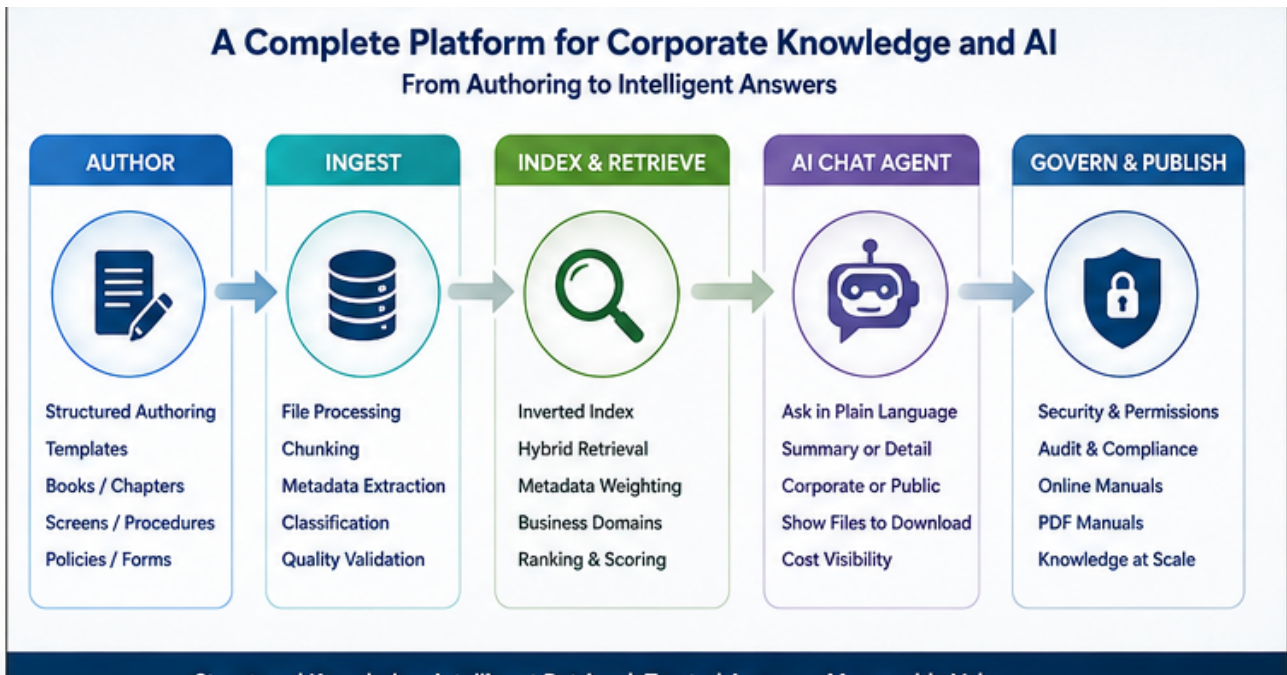 A Complete Platform for Corporate Knowledge and AI
From Authoring to Intelligent Answers
AUTHOR
Structured Authoring
Templates
Books / Chapters
Screens / Procedures
Policies / Forms
INGEST
File Processing
Chunking
Metadata Extraction
Classification
Quality Validation
INDEX & RETRIEVE
Inverted Index
Hybrid Retrieval
Metadata Weighting
Business Domains
Ranking & Scoring
AI CHAT AGENT
Ask in Plain Language
Summary or Detail
Corporate or Public
Show Files to Download
Cost Visibility
GOVERN & PUBLISH
Security & Permissions
Audit & Compliance
Online Manuals
PDF Manuals
Knowledge at Scale